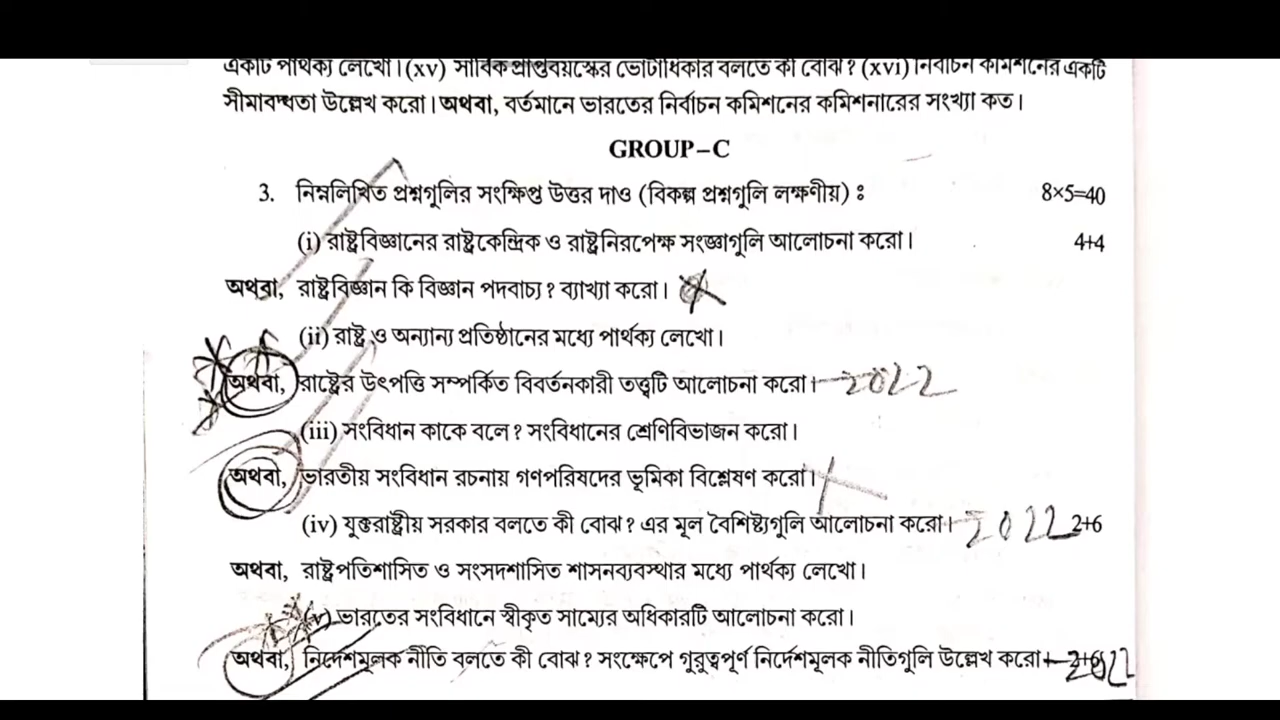 একটি পার্থক্য লেখো। (xv) সার্বিক প্রাপ্তবয়স্কের ভোটাধিকার বলতে কী বোঝ? (xvi) নির্বাচন কমিশনের একটি
সীমাবদ্ধতা উল্লেখ করো। অথবা, বর্তমানে ভারতের নির্বাচন কমিশনের কমিশনারের সংখ্যা কত।
GROUP–C
3. নিম্নলিখিত প্রশ্নগুলির সংক্ষিপ্ত উত্তর দাও (বিকল্প প্রশ্নগুলি লক্ষণীয়) ঃ 8×5=40
(i) রাষ্ট্রবিজ্ঞানের রাষ্ট্রকেন্দ্রিক ও রাষ্ট্রনিরপেক্ষ সংজ্ঞাগুলি আলোচনা করো। 4+4
অথবা, রাষ্ট্রবিজ্ঞান কি বিজ্ঞান পদবাচ্য? ব্যাখ্যা করো।
(ii) রাষ্ট্র ও অন্যান্য প্রতিষ্ঠানের মধ্যে পার্থক্য লেখো।
অথবা, রাষ্ট্রের উৎপত্তি সম্পর্কিত বিবর্তনকারী তত্ত্বটি আলোচনা করো। 2022
(iii) সংবিধান কাকে বলে? সংবিধানের শ্রেণিবিভাজন করো।
অথবা, ভারতীয় সংবিধান রচনায় গণপরিষদের ভূমিকা বিশ্লেষণ করো।
(iv) যুক্তরাষ্ট্রীয় সরকার বলতে কী বোঝ? এর মূল বৈশিষ্ট্যগুলি আলোচনা করো। 2022 2+6
অথবা, রাষ্ট্রপতিশাসিত ও সংসদশাসিত শাসনব্যবস্থার মধ্যে পার্থক্য লেখো।
(v) ভারতের সংবিধানে স্বীকৃত সাম্যের অধিকারটি আলোচনা করো।
অথবা, নির্দেশমূলক নীতি বলতে কী বোঝ? সংক্ষেপে গুরুত্বপূর্ণ নির্দেশমূলক নীতিগুলি উল্লেখ করো।